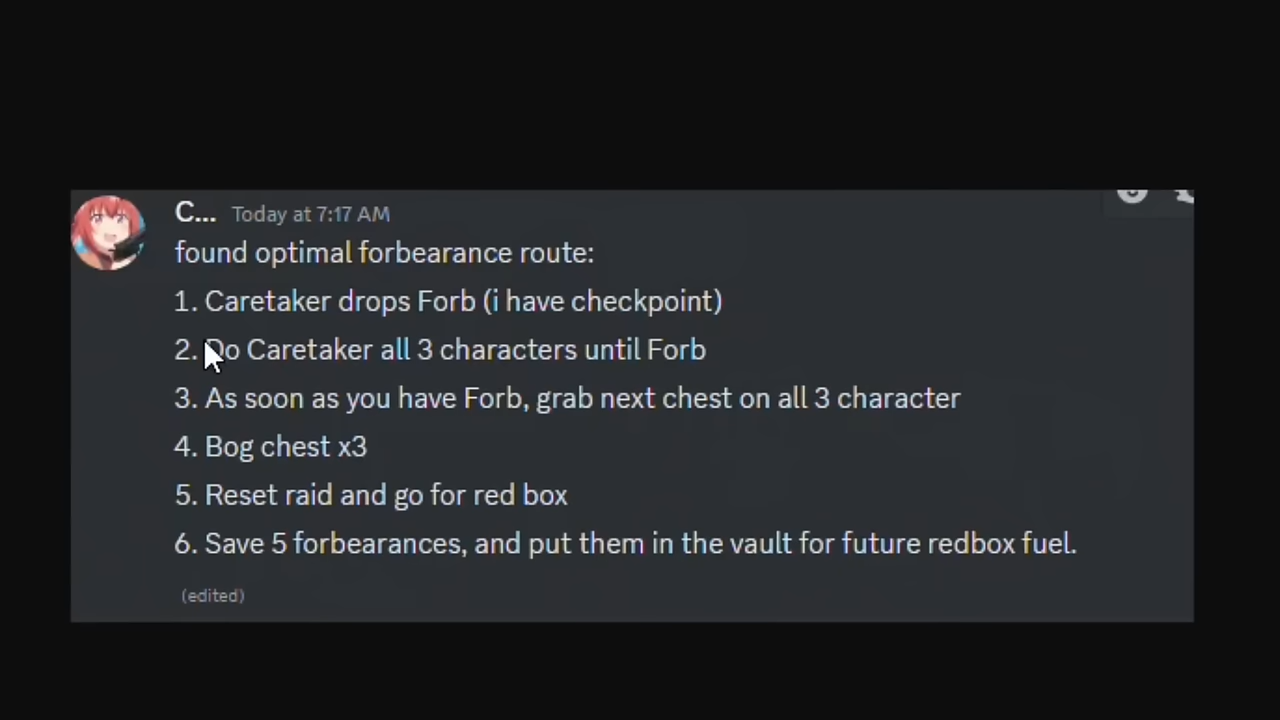 C... Today at 7:17 AM
found optimal forbearance route:
1. Caretaker drops Forb (i have checkpoint)
2. Do Caretaker all 3 characters until Forb
3. As soon as you have Forb, grab next chest on all 3 character
4. Bog chest x3
5. Reset raid and go for red box
6. Save 5 forbearances, and put them in the vault for future redbox fuel.
(edited)